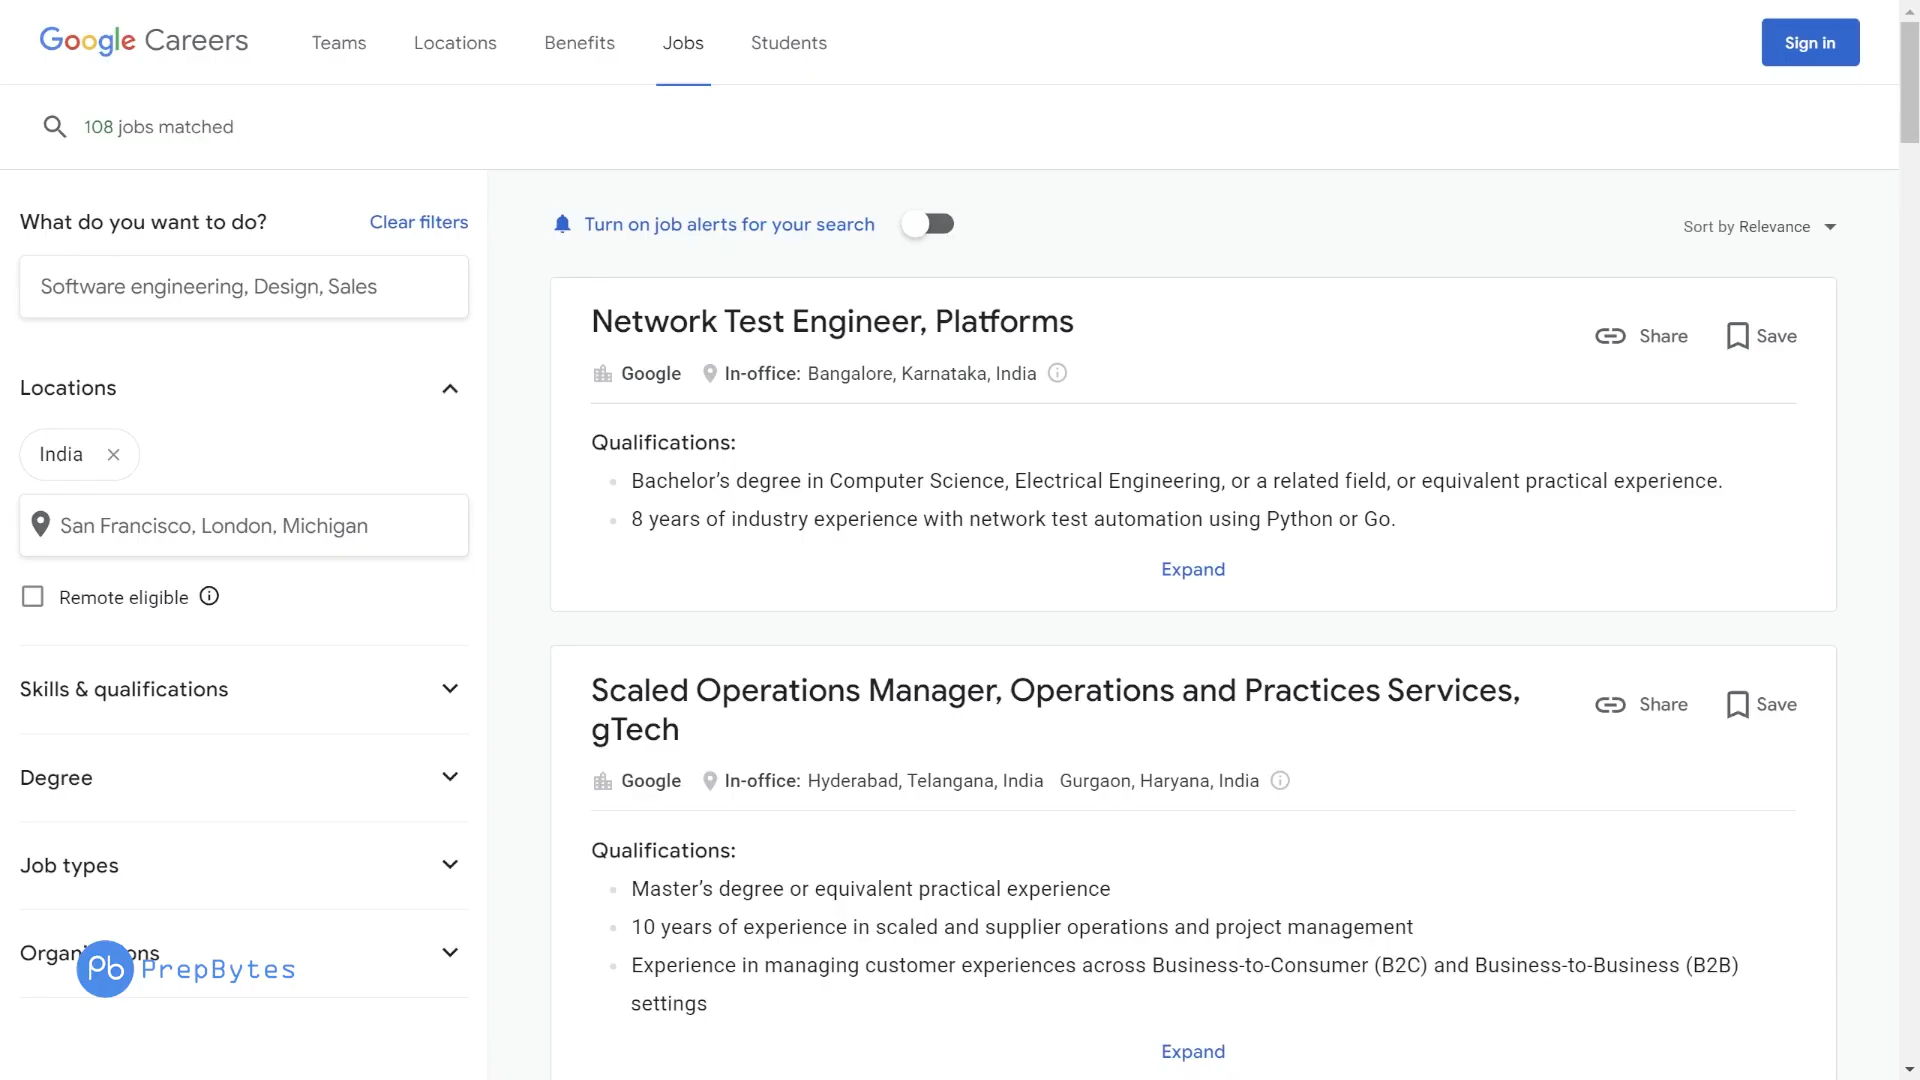 Google Careers
Teams
Locations
Benefits
Jobs
Students
Sign in
108 jobs matched
What do you want to do?
Clear filters
Software engineering, Design, Sales
Locations
India
San Francisco, London, Michigan
Remote eligible
Skills & qualifications
Degree
Job types
Pb PrepBytes
Turn on job alerts for your search
Sort by Relevance
Network Test Engineer, Platforms
Share
Save
Google
In-office: Bangalore, Karnataka, India
Qualifications:
Bachelor’s degree in Computer Science, Electrical Engineering, or a related field, or equivalent practical experience.
8 years of industry experience with network test automation using Python or Go.
Expand
Scaled Operations Manager, Operations and Practices Services,
gTech
Share
Save
Google
In-office: Hyderabad, Telangana, India Gurgaon, Haryana, India
Qualifications:
Master’s degree or equivalent practical experience
10 years of experience in scaled and supplier operations and project management
Experience in managing customer experiences across Business-to-Consumer (B2C) and Business-to-Business (B2B)
settings
Expand